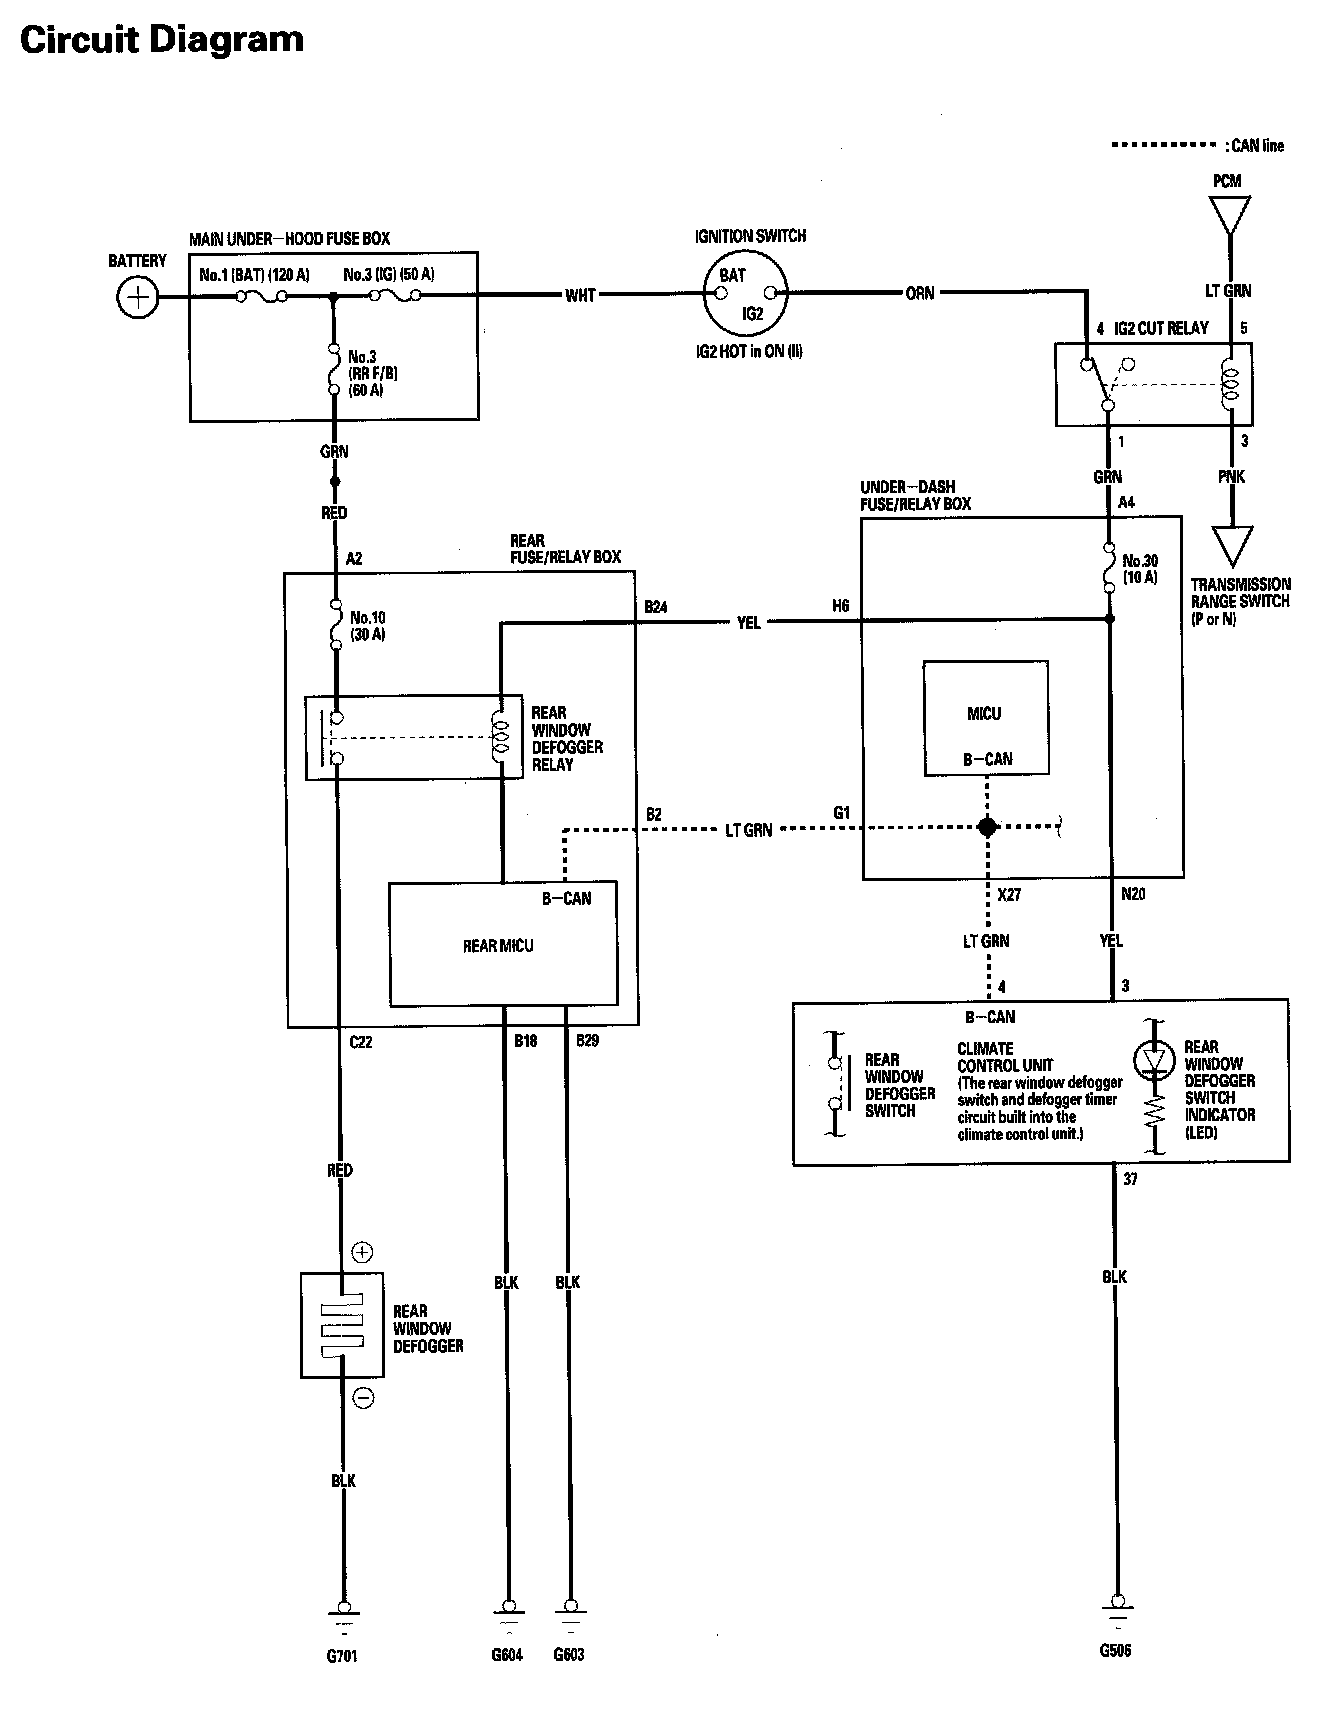 Circuit Diagram
: CAN line
PCM
MAIN UNDER-HOOD FUSE BOX
IGNITION SWITCH
BATTERY
No.1 (BAT) (120 A)
No.3 (IG) (50 A)
BAT
IG2
WHT
ORN
LT GRN
IG2 HOT in ON (II)
4
IG2 CUT RELAY
5
No.3
(RR F/B)
(60 A)
1
3
GRN
GRN
PNK
UNDER-DASH
FUSE/RELAY BOX
A4
RED
REAR
FUSE/RELAY BOX
A2
No.30
(10 A)
TRANSMISSION
RANGE SWITCH
(P or N)
No.10
(30 A)
B24
YEL
H6
REAR
WINDOW
DEFOGGER
RELAY
MICU
B-CAN
B2
LT GRN
G1
B-CAN
REAR MICU
X27
N20
LT GRN
YEL
4
3
C22
B18
B29
B-CAN
REAR
WINDOW
DEFOGGER
SWITCH
CLIMATE
CONTROL UNIT
(The rear window defogger
switch and defogger timer
circuit built into the
climate control unit.)
REAR
WINDOW
DEFOGGER
SWITCH
INDICATOR
(LED)
37
RED
BLK
BLK
BLK
REAR
WINDOW
DEFOGGER
BLK
G701
G604
G603
G506